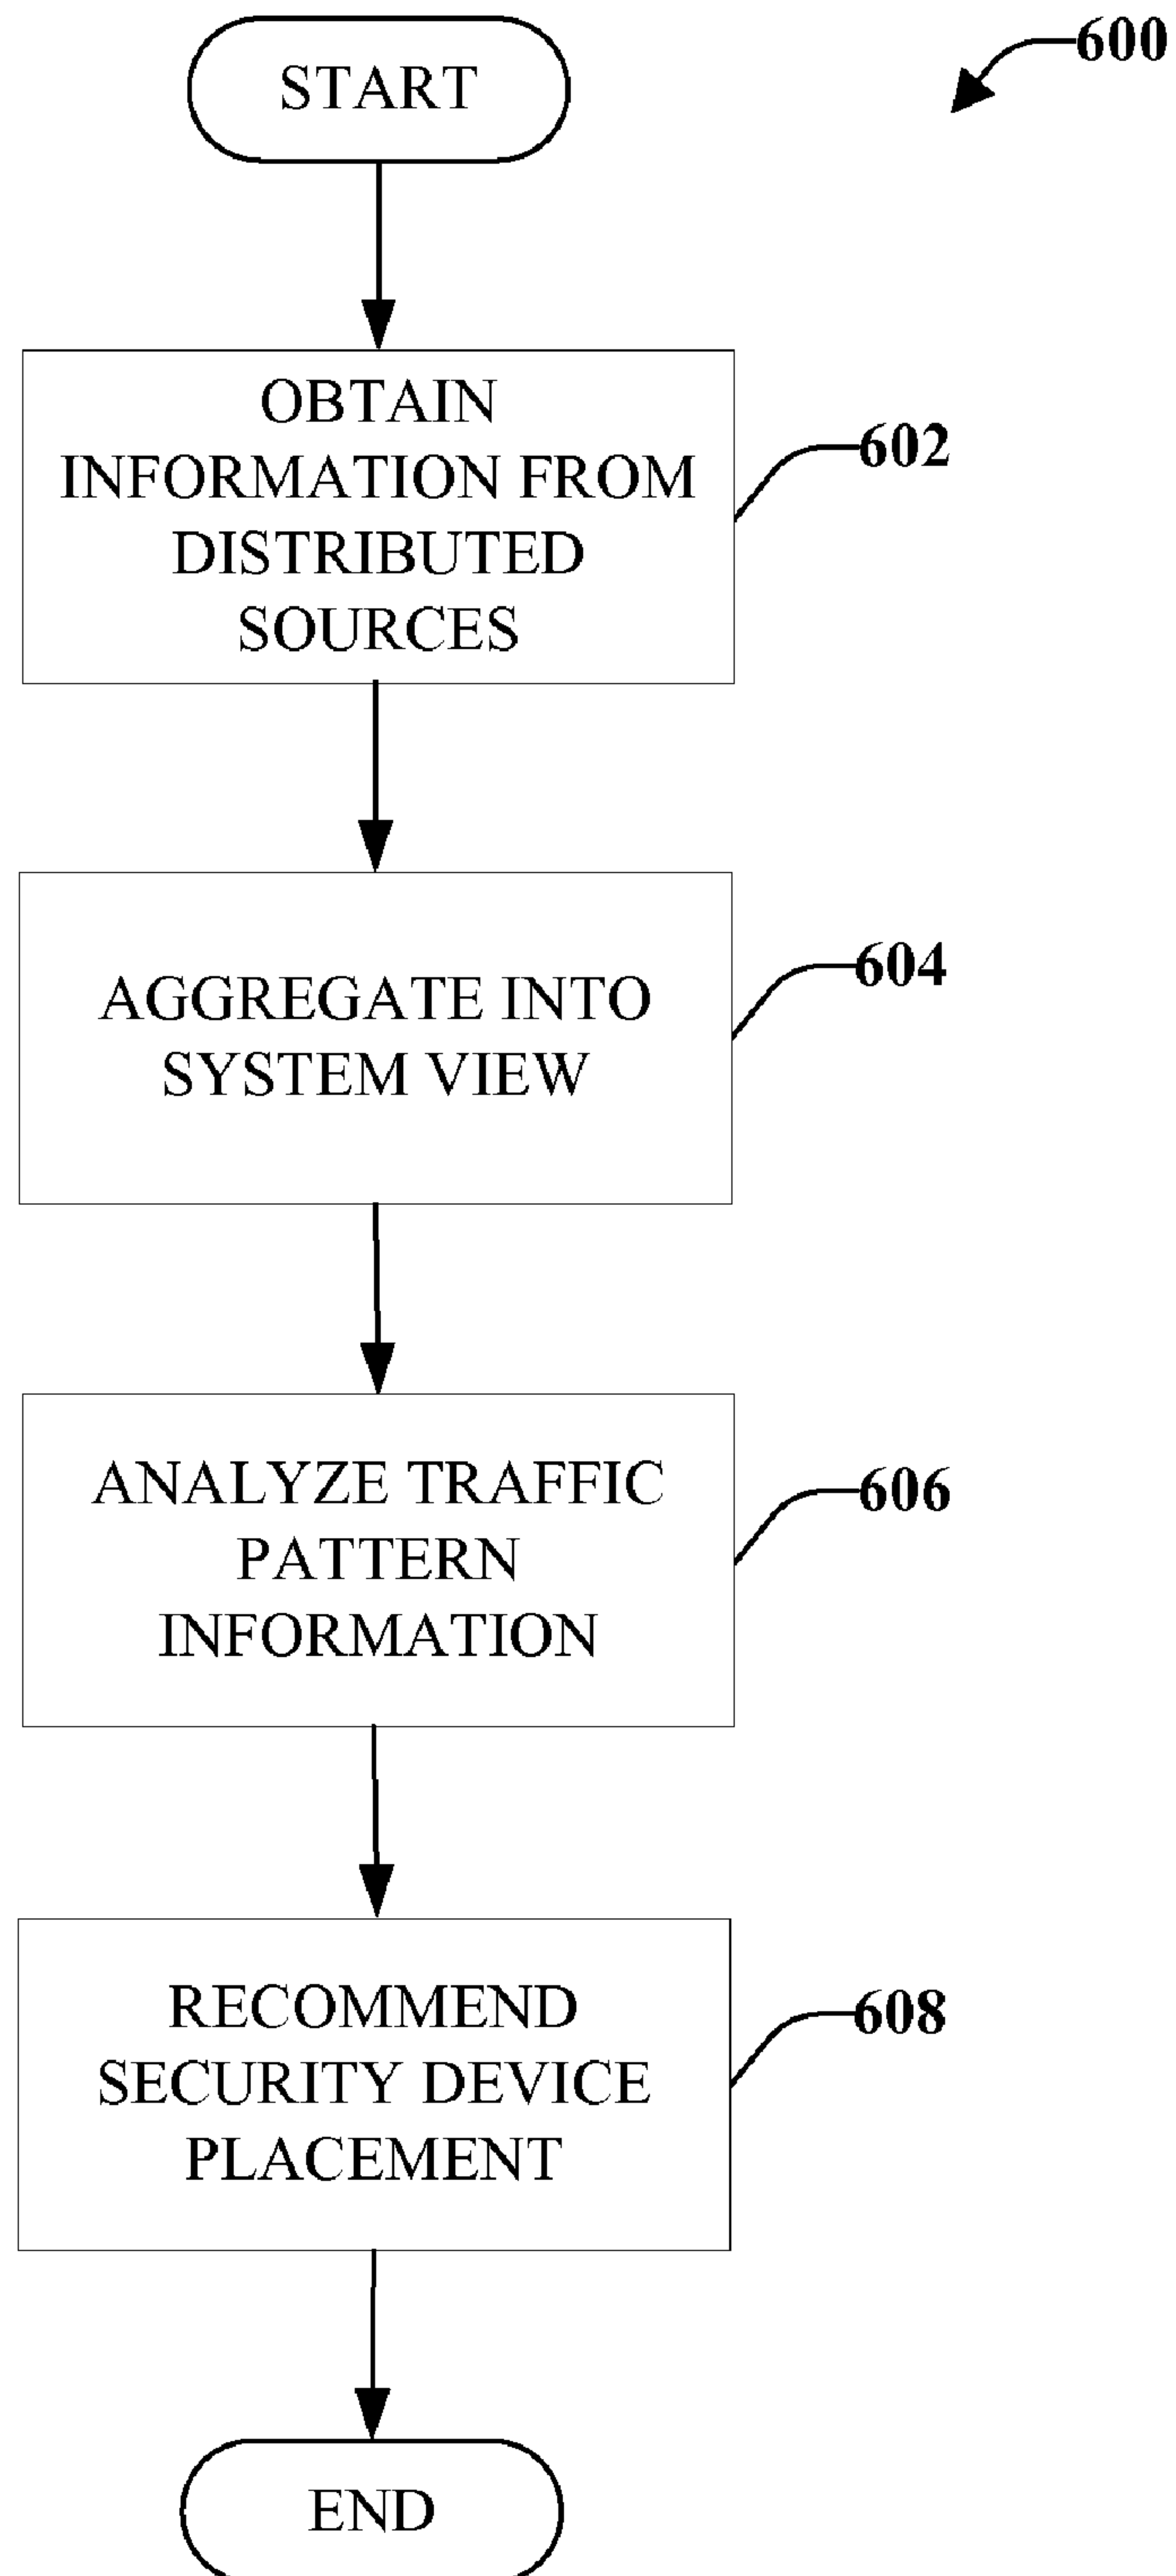 600
START
OBTAIN
INFORMATION FROM
DISTRIBUTED
SOURCES
602
AGGREGATE INTO
SYSTEM VIEW
604
ANALYZE TRAFFIC
PATTERN
INFORMATION
606
RECOMMEND
SECURITY DEVICE
PLACEMENT
608
END